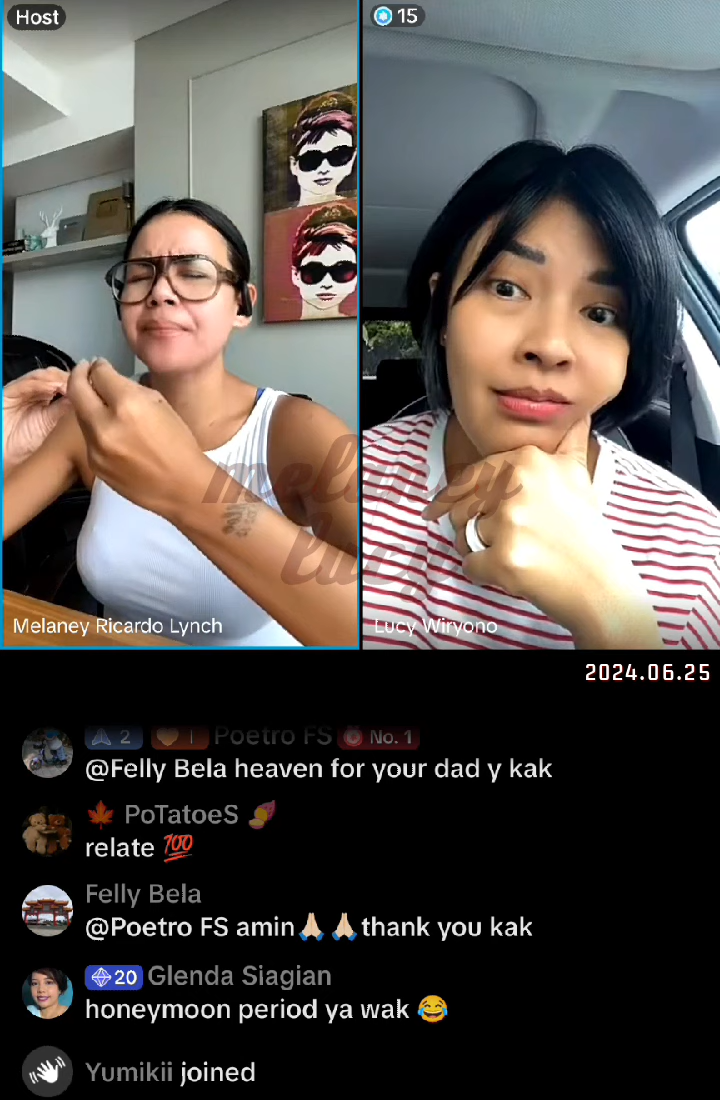 Host
15
melaney
lucy
Melaney Ricardo Lynch
Lucy Wiryono
2024.06.25
2 Poetro FS No. 1
@Felly Bela heaven for your dad y kak
🍁 PoTatoeS 🍠
relate 💯
Felly Bela
@Poetro FS amin🙏🏻🙏🏻thank you kak
20 Glenda Siagian
honeymoon period ya wak 😂
Yumikii joined